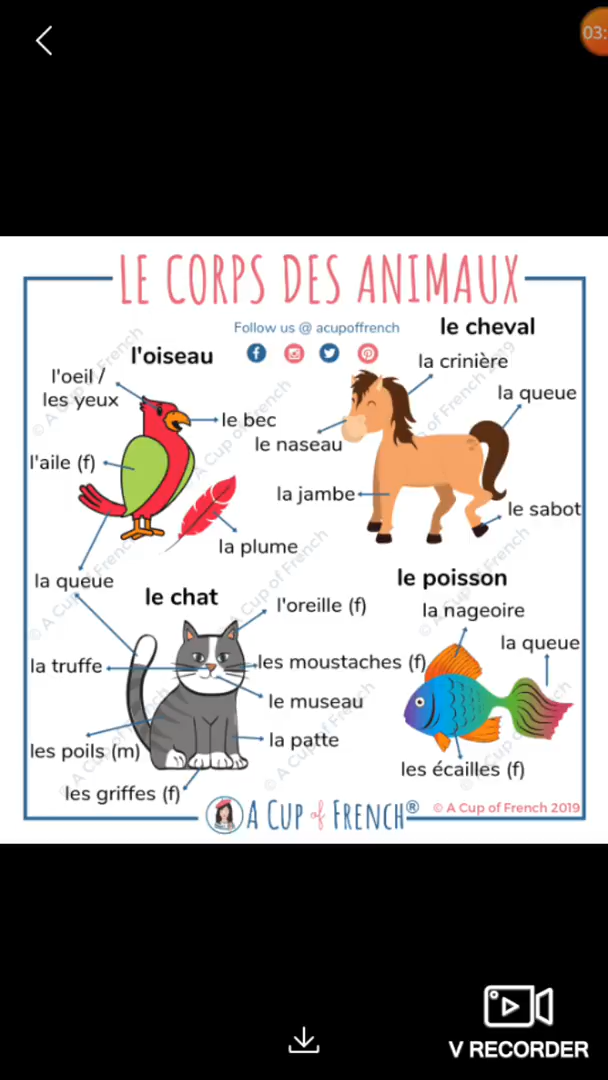 03:
LE CORPS DES ANIMAUX
Follow us @ acupoffrench
l'oiseau
l'oeil /
les yeux
le bec
l'aile (f)
la plume
la queue
le cheval
la crinière
la queue
le naseau
la jambe
le sabot
le chat
l'oreille (f)
la truffe
les moustaches (f)
le museau
la patte
les poils (m)
les griffes (f)
le poisson
la nageoire
la queue
les écailles (f)
A CUP of FRENCH®
© A Cup of French 2019
V RECORDER